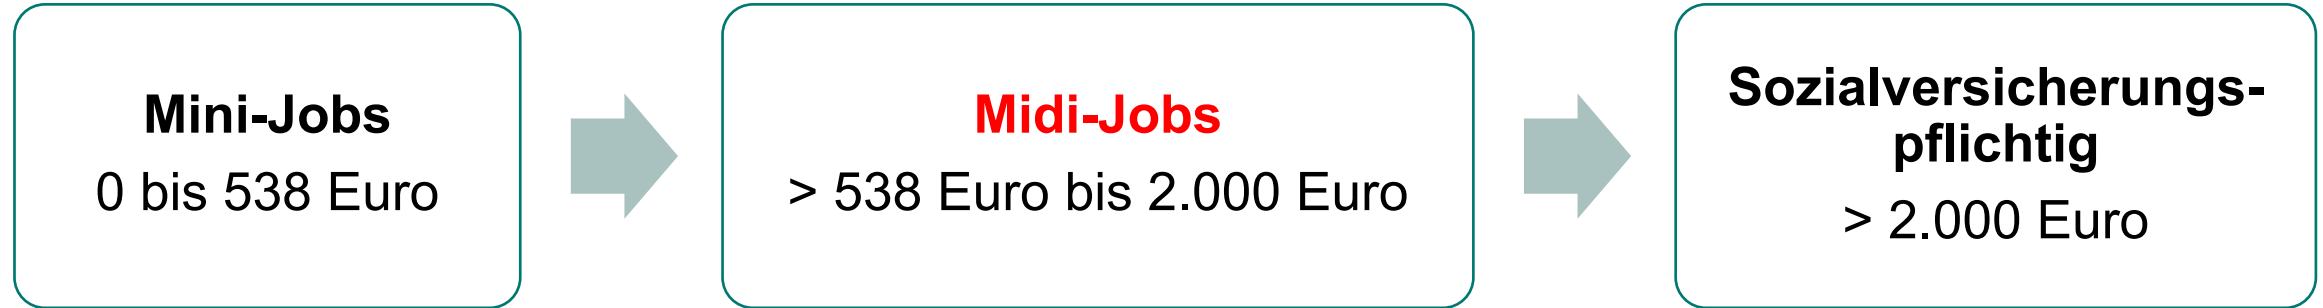 Mini-Jobs
0 bis 538 Euro
Midi-Jobs
> 538 Euro bis 2.000 Euro
Sozialversicherungs-
pflichtig
> 2.000 Euro